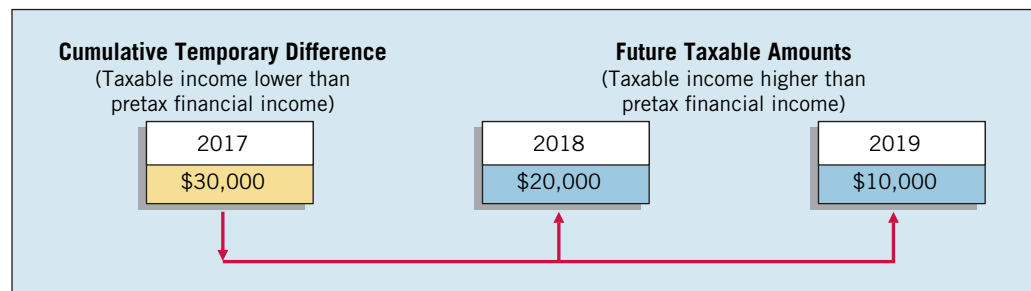 Cumulative Temporary Difference
(Taxable income lower than
pretax financial income)
2017
$30,000
Future Taxable Amounts
(Taxable income higher than
pretax financial income)
2018
$20,000
2019
$10,000